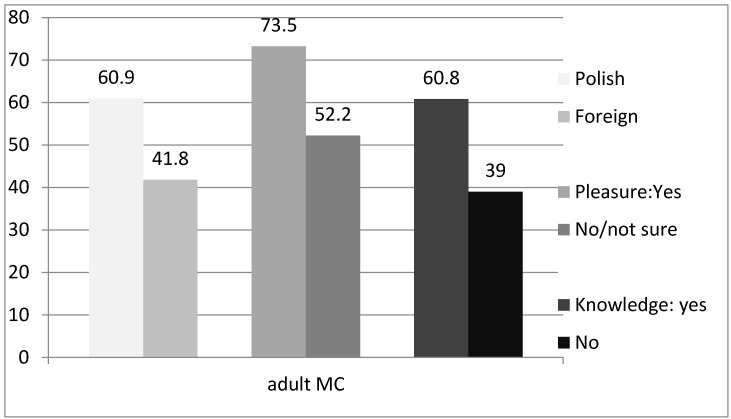 80
70
60
50
40
30
20
10
0
60.9
41.8
73.5
52.2
60.8
39
adult MC
Polish
Foreign
Pleasure:Yes
No/not sure
Knowledge: yes
No